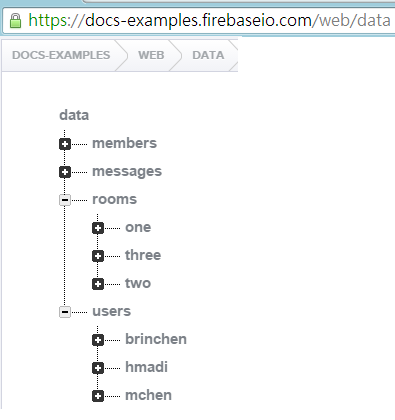 https://docs-examples.firebaseio.com/web/data
DOCS-EXAMPLES WEB DATA
data
members
messages
rooms
one
three
two
users
brinchen
hmadi
mchen